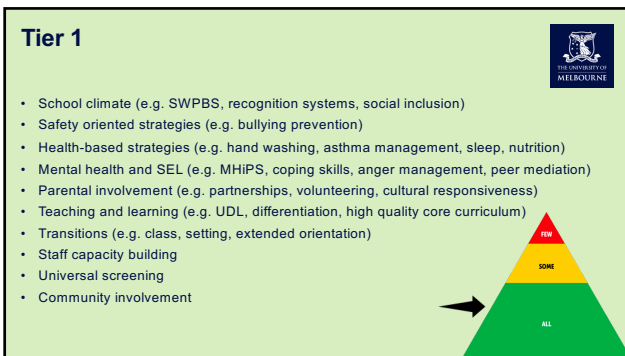 Tier 1
THE UNIVERSITY OF
MELBOURNE
• School climate (e.g. SWPBS, recognition systems, social inclusion)
• Safety oriented strategies (e.g. bullying prevention)
• Health-based strategies (e.g. hand washing, asthma management, sleep, nutrition)
• Mental health and SEL (e.g. MHiPS, coping skills, anger management, peer mediation)
• Parental involvement (e.g. partnerships, volunteering, cultural responsiveness)
• Teaching and learning (e.g. UDL, differentiation, high quality core curriculum)
• Transitions (e.g. class, setting, extended orientation)
• Staff capacity building
• Universal screening
• Community involvement
FEW
SOME
ALL